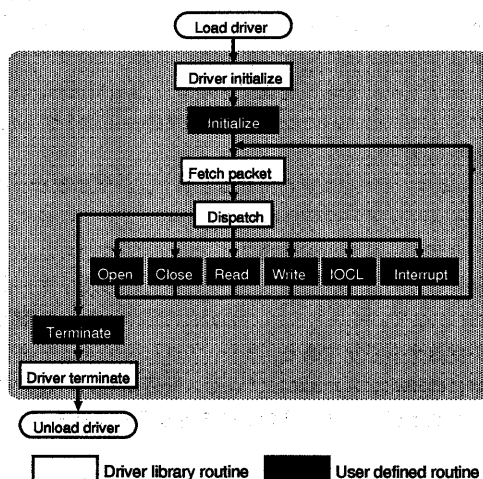 Load driver
Driver initialize
Initialize
Fetch packet
Dispatch
Open Close Read Write IOCL Interrupt
Terminate
Driver terminate
Unload driver
Driver library routine User defined routine